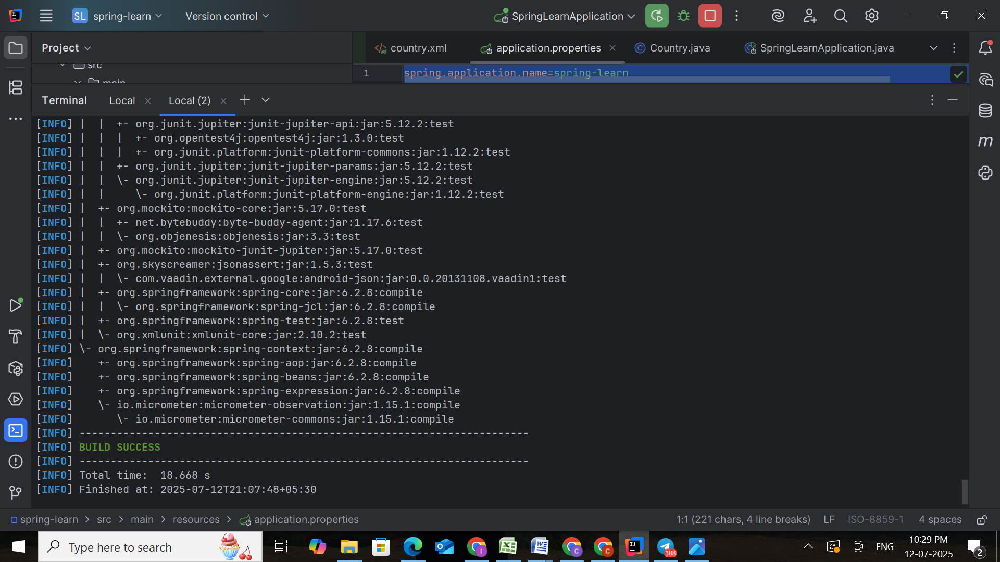 SL spring-learn Version control SpringLearnApplication
Project country.xml application.properties Country.java SpringLearnApplication.java
src
main
1 spring.application.name=spring-learn
Terminal Local Local (2)
[INFO] |  |  +- org.junit.jupiter:junit-jupiter-api:jar:5.12.2:test
[INFO] |  |  |  +- org.opentest4j:opentest4j:jar:1.3.0:test
[INFO] |  |  |  +- org.junit.platform:junit-platform-commons:jar:1.12.2:test
[INFO] |  |  +- org.junit.jupiter:junit-jupiter-params:jar:5.12.2:test
[INFO] |  |  \- org.junit.jupiter:junit-jupiter-engine:jar:5.12.2:test
[INFO] |  |     \- org.junit.platform:junit-platform-engine:jar:1.12.2:test
[INFO] |  +- org.mockito:mockito-core:jar:5.17.0:test
[INFO] |  |  +- net.bytebuddy:byte-buddy-agent:jar:1.17.6:test
[INFO] |  |  \- org.objenesis:objenesis:jar:3.3:test
[INFO] |  +- org.mockito:mockito-junit-jupiter:jar:5.17.0:test
[INFO] |  +- org.skyscreamer:jsonassert:jar:1.5.3:test
[INFO] |  |  \- com.vaadin.external.google:android-json:jar:0.0.20131108.vaadin1:test
[INFO] |  +- org.springframework:spring-core:jar:6.2.8:compile
[INFO] |  |  \- org.springframework:spring-jcl:jar:6.2.8:compile
[INFO] |  +- org.springframework:spring-test:jar:6.2.8:test
[INFO] |  \- org.xmlunit:xmlunit-core:jar:2.10.2:test
[INFO] \- org.springframework:spring-context:jar:6.2.8:compile
[INFO]    +- org.springframework:spring-aop:jar:6.2.8:compile
[INFO]    +- org.springframework:spring-beans:jar:6.2.8:compile
[INFO]    +- org.springframework:spring-expression:jar:6.2.8:compile
[INFO]    \- io.micrometer:micrometer-observation:jar:1.15.1:compile
[INFO]       \- io.micrometer:micrometer-commons:jar:1.15.1:compile
[INFO] ------------------------------------------------------------------------
[INFO] BUILD SUCCESS
[INFO] ------------------------------------------------------------------------
[INFO] Total time:  18.668 s
[INFO] Finished at: 2025-07-12T21:07:48+05:30
spring-learn > src > main > resources > application.properties 1:1 (221 chars, 4 line breaks) LF ISO-8859-1 4 spaces
Type here to search 388 ENG 10:29 PM
12-07-2025 2